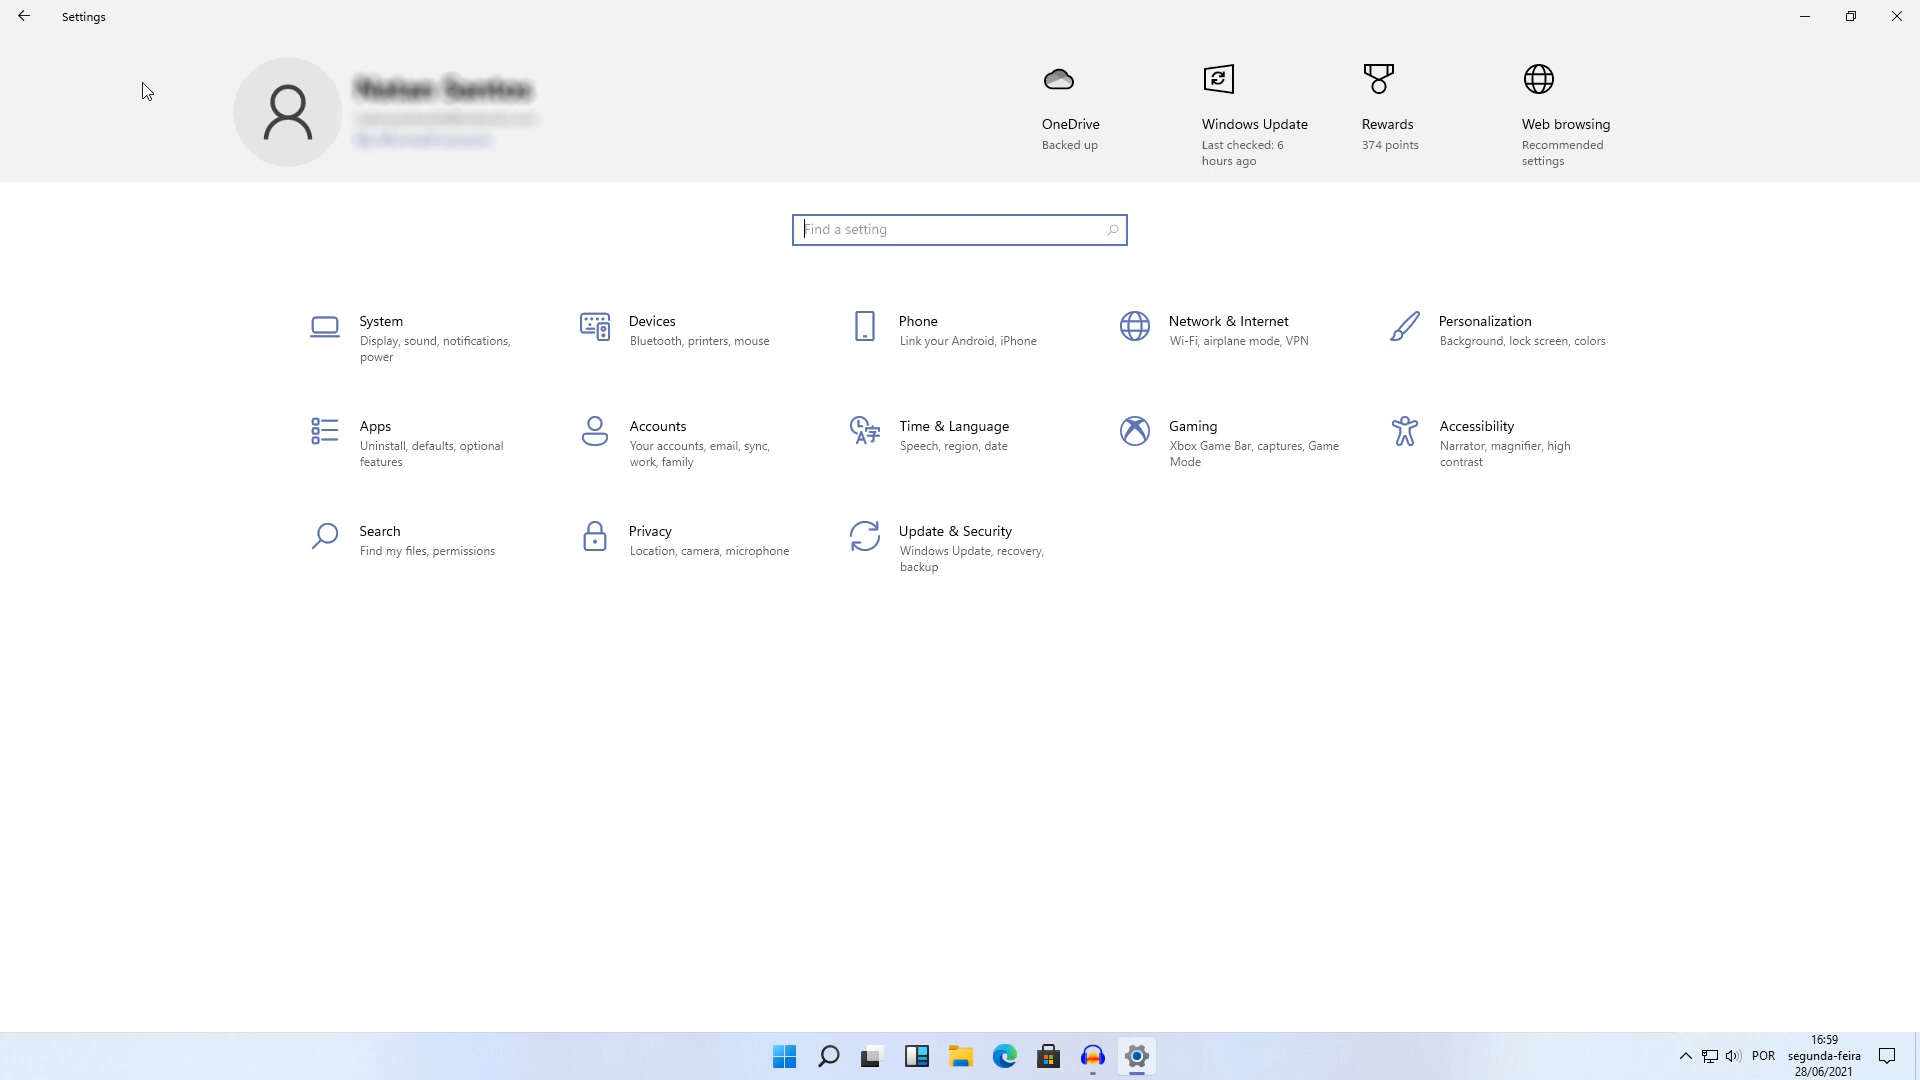 Settings
OneDrive
Backed up
Windows Update
Last checked: 6
hours ago
Rewards
374 points
Web browsing
Recommended
settings
Find a setting
System
Display, sound, notifications,
power
Devices
Bluetooth, printers, mouse
Phone
Link your Android, iPhone
Network & Internet
Wi-Fi, airplane mode, VPN
Personalization
Background, lock screen, colors
Apps
Uninstall, defaults, optional
features
Accounts
Your accounts, email, sync,
work, family
Time & Language
Speech, region, date
Gaming
Xbox Game Bar, captures, Game
Mode
Accessibility
Narrator, magnifier, high
contrast
Search
Find my files, permissions
Privacy
Location, camera, microphone
Update & Security
Windows Update, recovery,
backup
POR
16:59
segunda-feira
28/06/2021